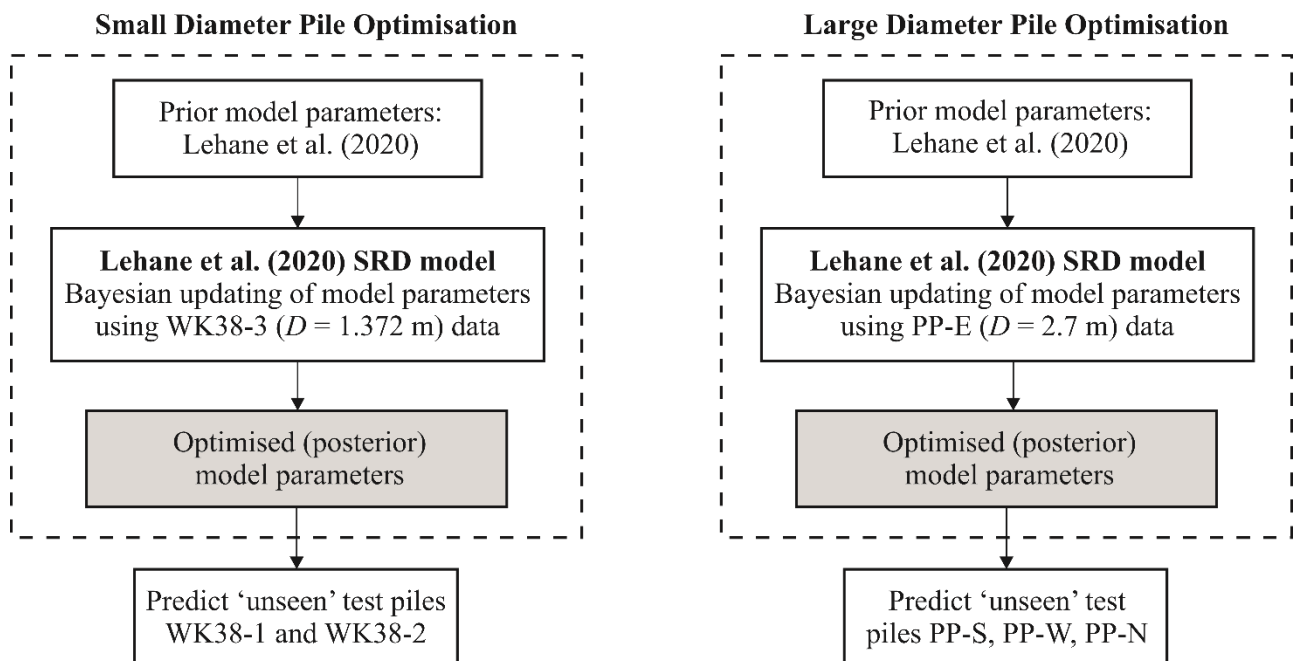 Small Diameter Pile Optimisation
Prior model parameters:
Lehane et al. (2020)
Lehane et al. (2020) SRD model
Bayesian updating of model parameters
using WK38-3 (D = 1.372 m) data
Optimised (posterior)
model parameters
Predict ‘unseen’ test piles
WK38-1 and WK38-2
Large Diameter Pile Optimisation
Prior model parameters:
Lehane et al. (2020)
Lehane et al. (2020) SRD model
Bayesian updating of model parameters
using PP-E (D = 2.7 m) data
Optimised (posterior)
model parameters
Predict ‘unseen’ test
piles PP-S, PP-W, PP-N